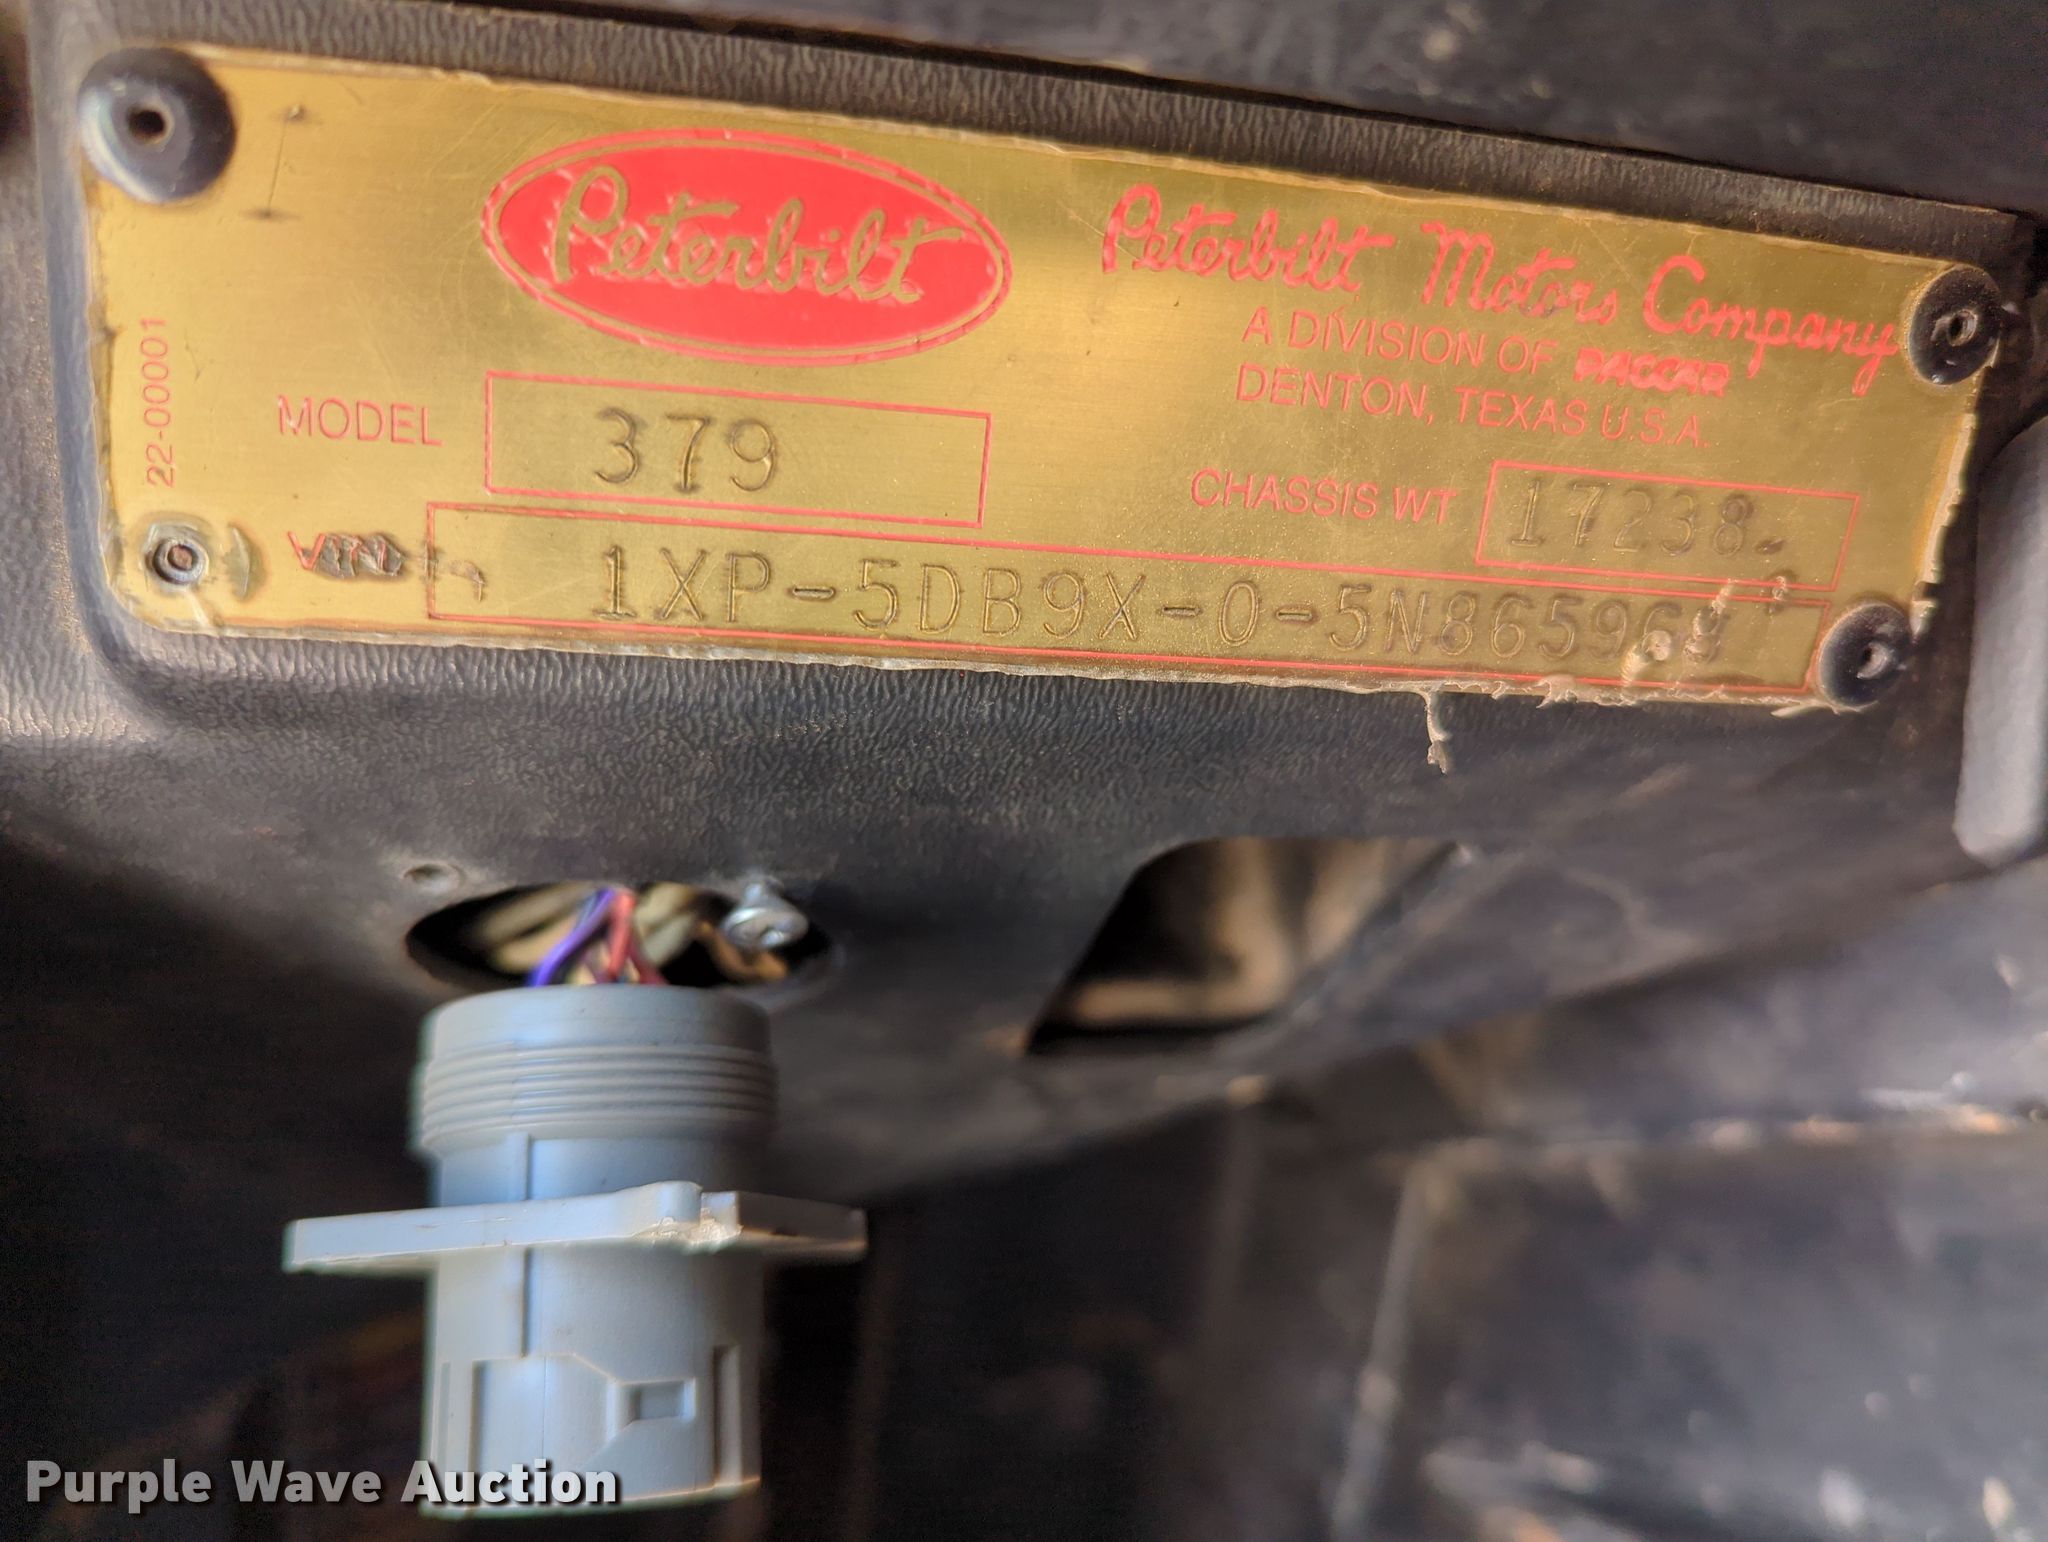 Peterbilt
Peterbilt Motors Company
A DIVISION OF PACCAR
DENTON, TEXAS U.S.A.
22-00001
MODEL 379
CHASSIS WT 17238
VIN 1XP-5DB9X-0-5N86596
Purple Wave Auction